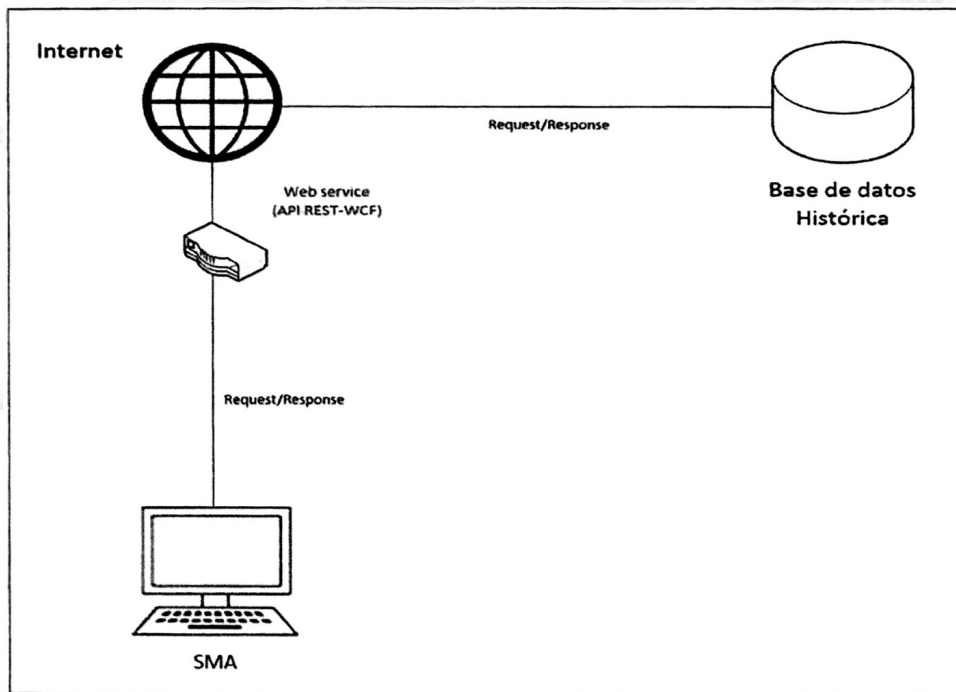 Internet
Request/Response
Base de datos
Histórica
Web service
(API REST-WCF)
Request/Response
SMA